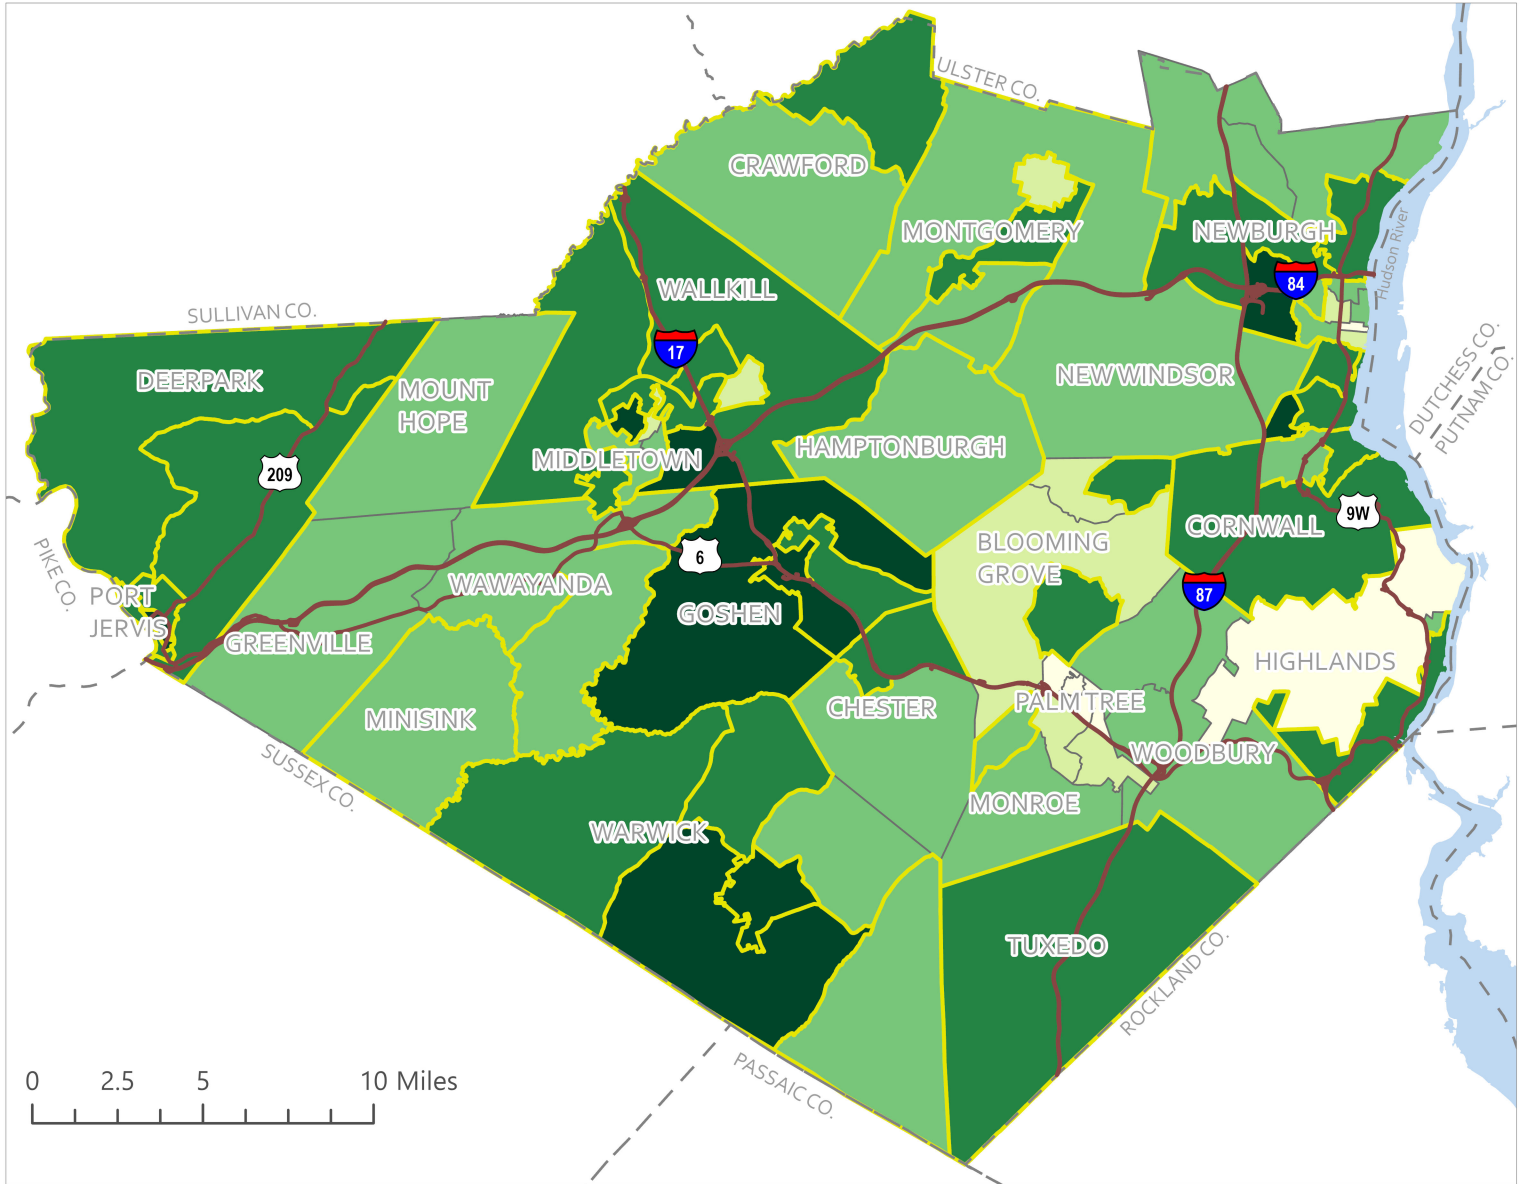 ULSTER CO.
CRAWFORD
MONTGOMERY
NEWBURGH
Hudson River
84
WALLKILL
SULLIVAN CO.
17
DEERPARK
MOUNT
HOPE
NEW WINDSOR
DUTCHESS CO.
PUTNAM CO.
209
MIDDLETOWN
HAMPTONBURGH
9W
CORNWALL
BLOOMING
GROVE
6
PIKE CO.
PORT
JERVIS
WAWAYANDA
GOSHEN
87
GREENVILLE
HIGHLANDS
MINISINK
CHESTER
PALM TREE
WOODBURY
SUSSEX CO.
MONROE
WARWICK
TUXEDO
ROCKLAND CO.
PASSAIC CO.
0 2.5 5 10 Miles